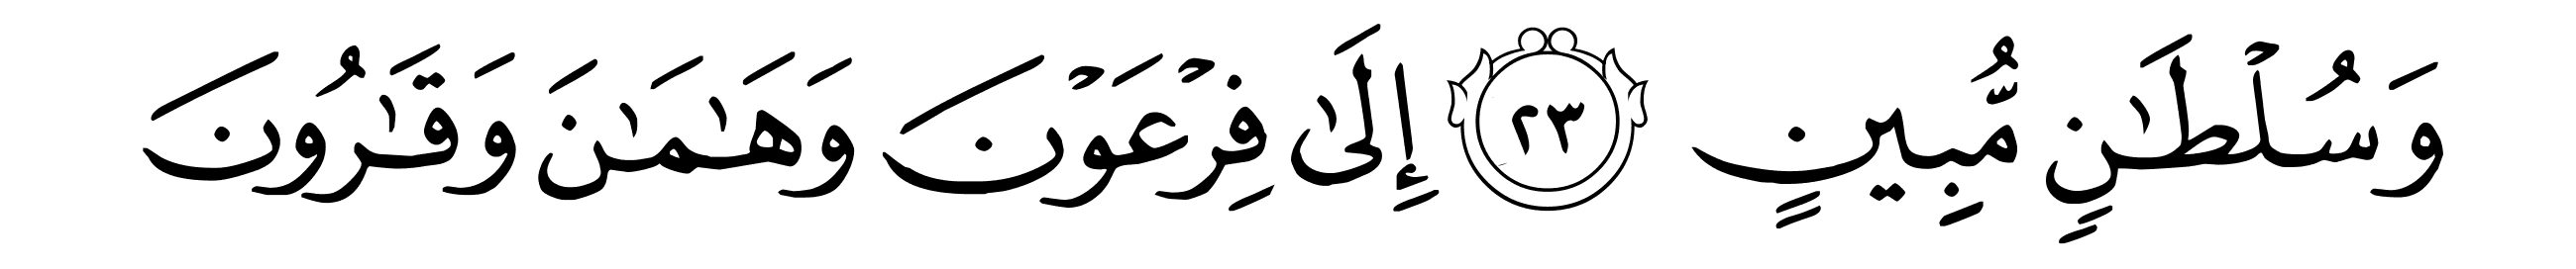 وَسُلْطَٰنٍ مُّبِينٍ ٢٣ إِلَىٰ فِرْعَوْنَ وَهَٰمَٰنَ وَقَٰرُونَ